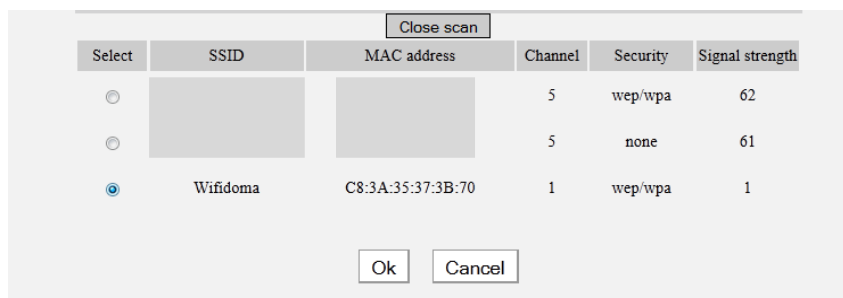 Close scan
Select SSID MAC address Channel Security Signal strength
5 wep/wpa 62
5 none 61
Wifidoma C8:3A:35:37:3B:70 1 wep/wpa 1
Ok Cancel